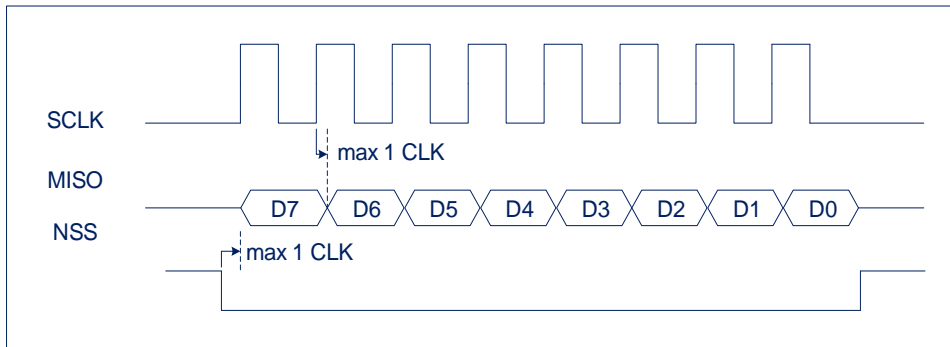 SCLK
max 1 CLK
MISO
D7 D6 D5 D4 D3 D2 D1 D0
NSS
max 1 CLK